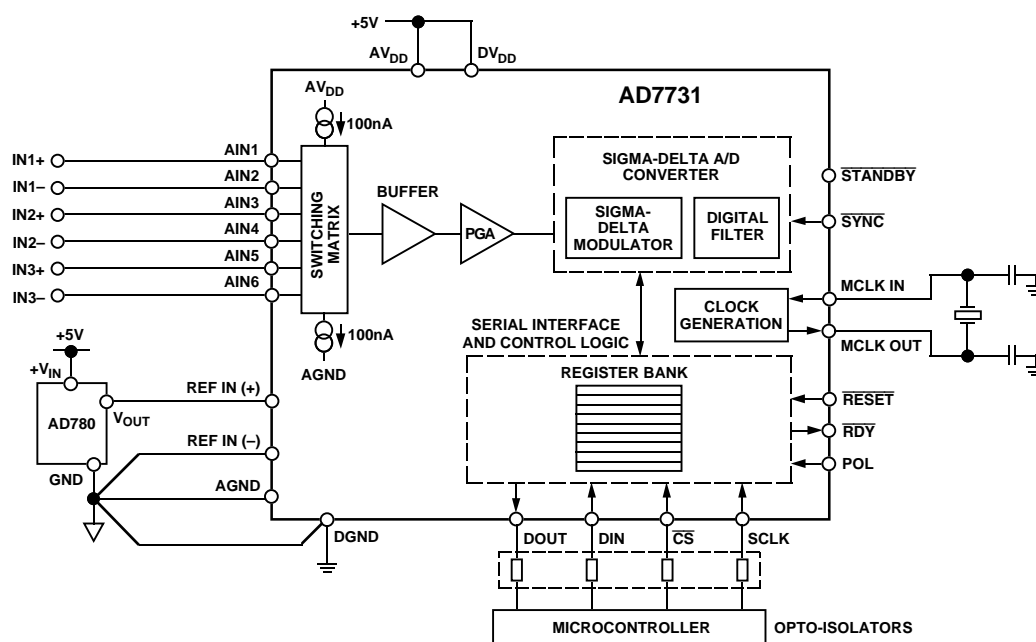 +5V
AVDD
DVDD
AD7731
AVDD
100nA
IN1+
IN1–
IN2+
IN2–
IN3+
IN3–
AIN1
AIN2
AIN3
AIN4
AIN5
AIN6
SWITCHING
MATRIX
BUFFER
PGA
SIGMA-DELTA A/D
CONVERTER
SIGMA-
DELTA
MODULATOR
DIGITAL
FILTER
STANDBY
SYNC
MCLK IN
CLOCK
GENERATION
MCLK OUT
100nA
AGND
SERIAL INTERFACE
AND CONTROL LOGIC
REGISTER BANK
+5V
+VIN
AD780
VOUT
GND
REF IN (+)
REF IN (–)
AGND
DGND
RESET
RDY
POL
DOUT
DIN
CS
SCLK
MICROCONTROLLER
OPTO-ISOLATORS